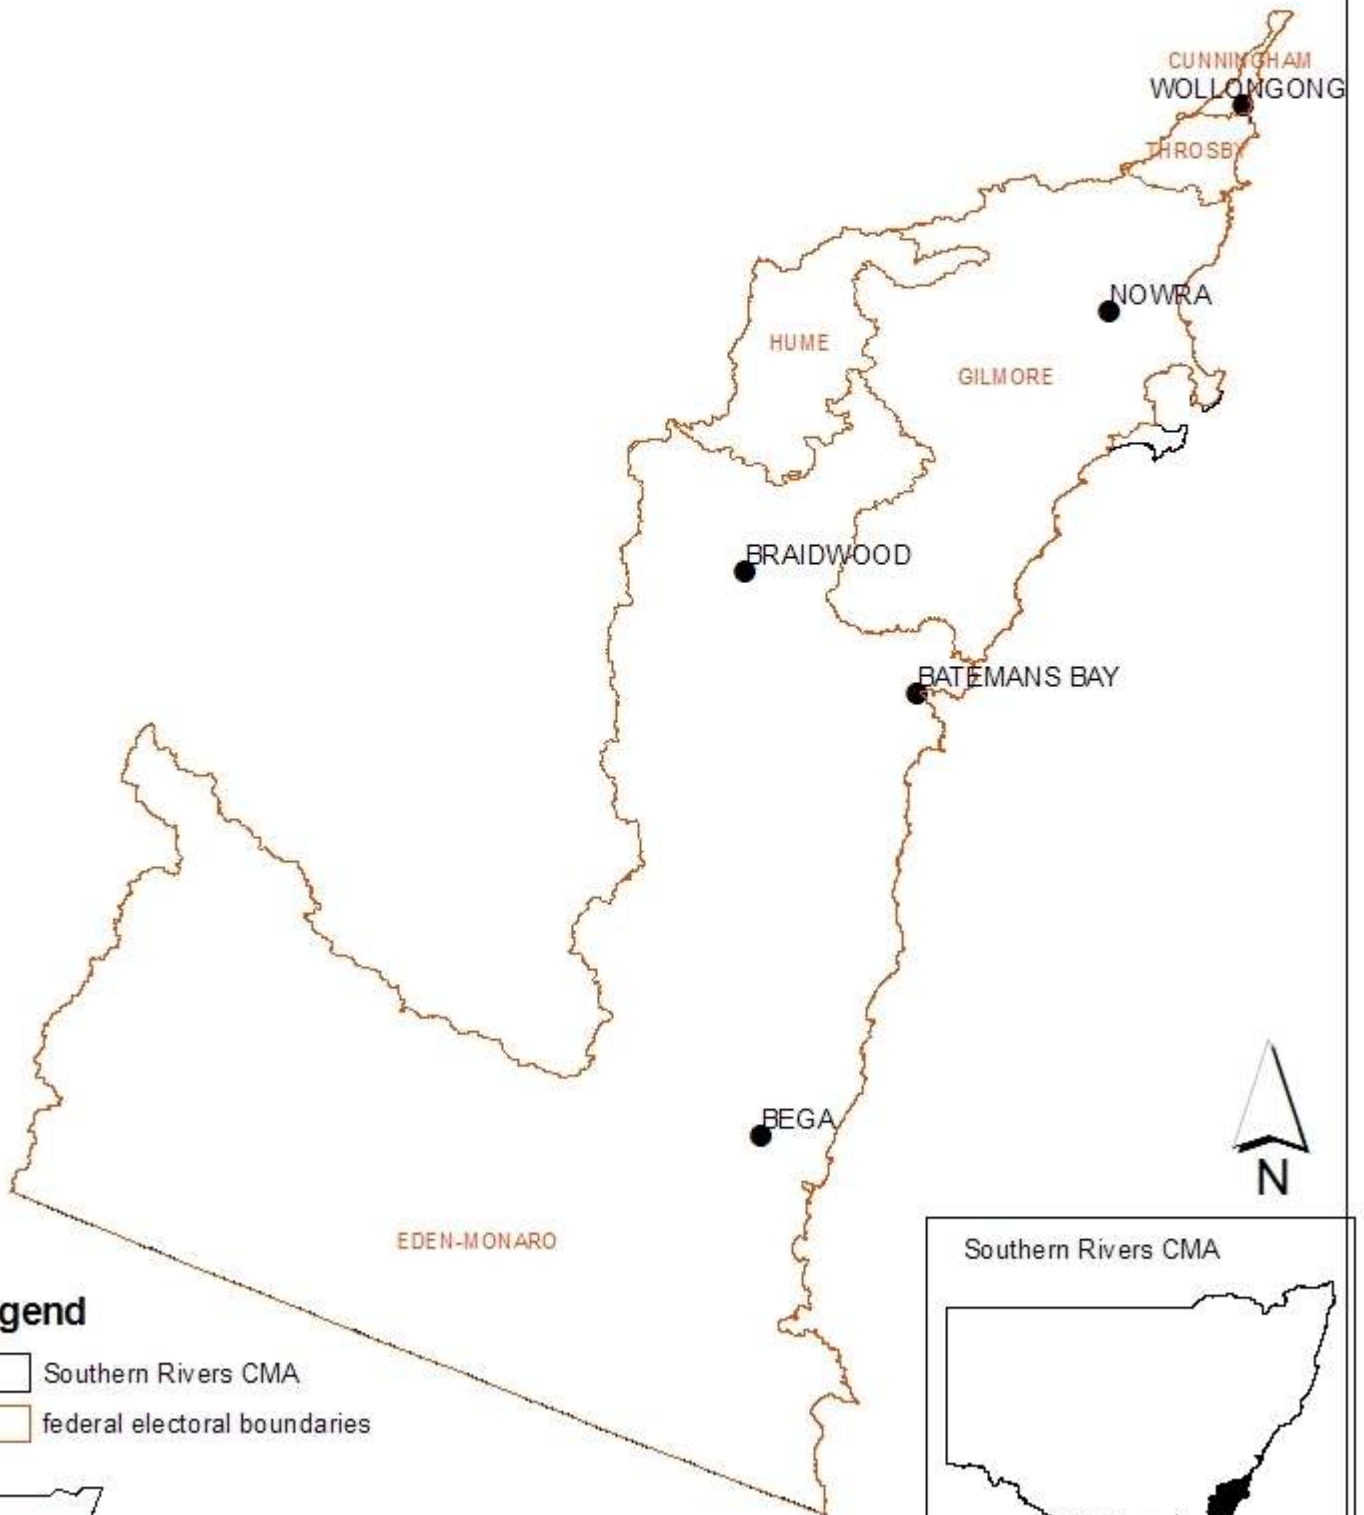 CUNNINGHAM
WOLLONGONG
THROSBY
NOWRA
HUME
GILMORE
BRAIDWOOD
BATEMANS BAY
BEGA
N
EDEN-MONARO
Southern Rivers CMA
gend
Southern Rivers CMA
federal electoral boundaries